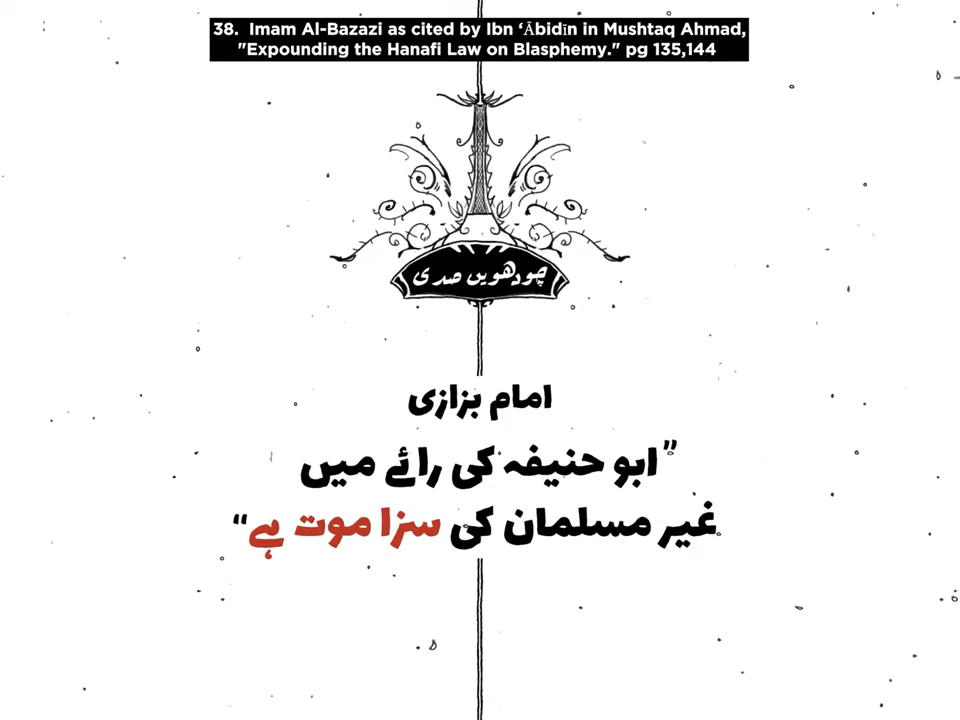 38. Imam Al-Bazazi as cited by Ibn ʻĀbidīn in Mushtaq Ahmad,
"Expounding the Hanafi Law on Blasphemy." pg 135,144
چودھویں صدی
امام بزازی
”ابو حنیفہ کی رائے میں
غیر مسلمان کی سزا موت ہے“